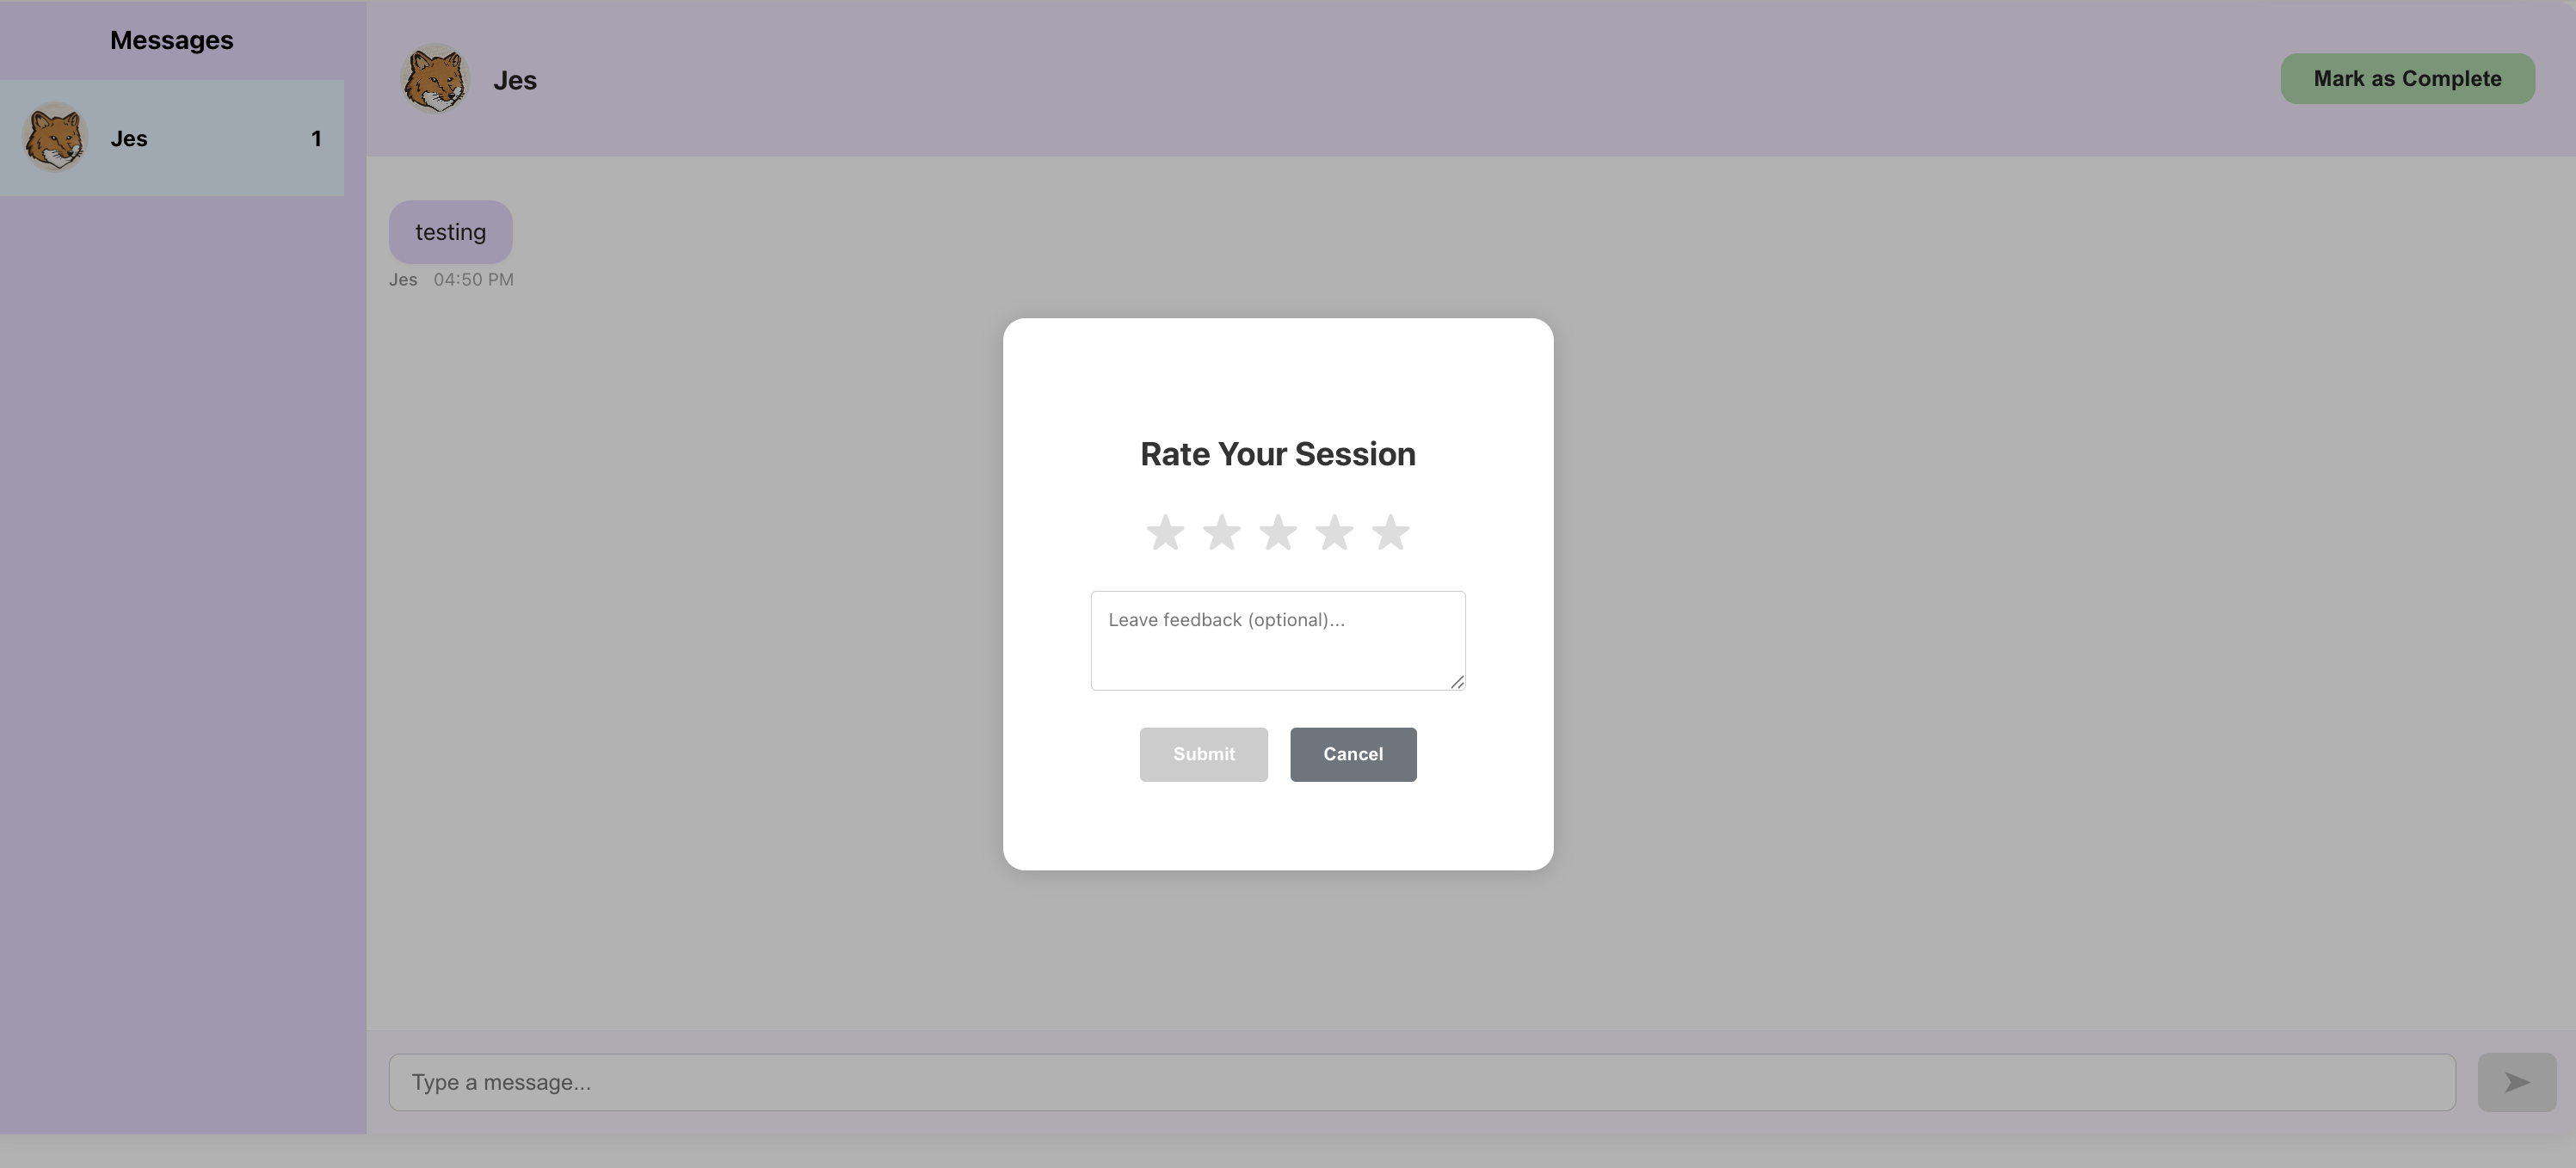 Messages
Jes 1
Jes
Mark as Complete
testing
Jes 04:50 PM
Rate Your Session
Leave feedback (optional)...
Submit Cancel
Type a message...